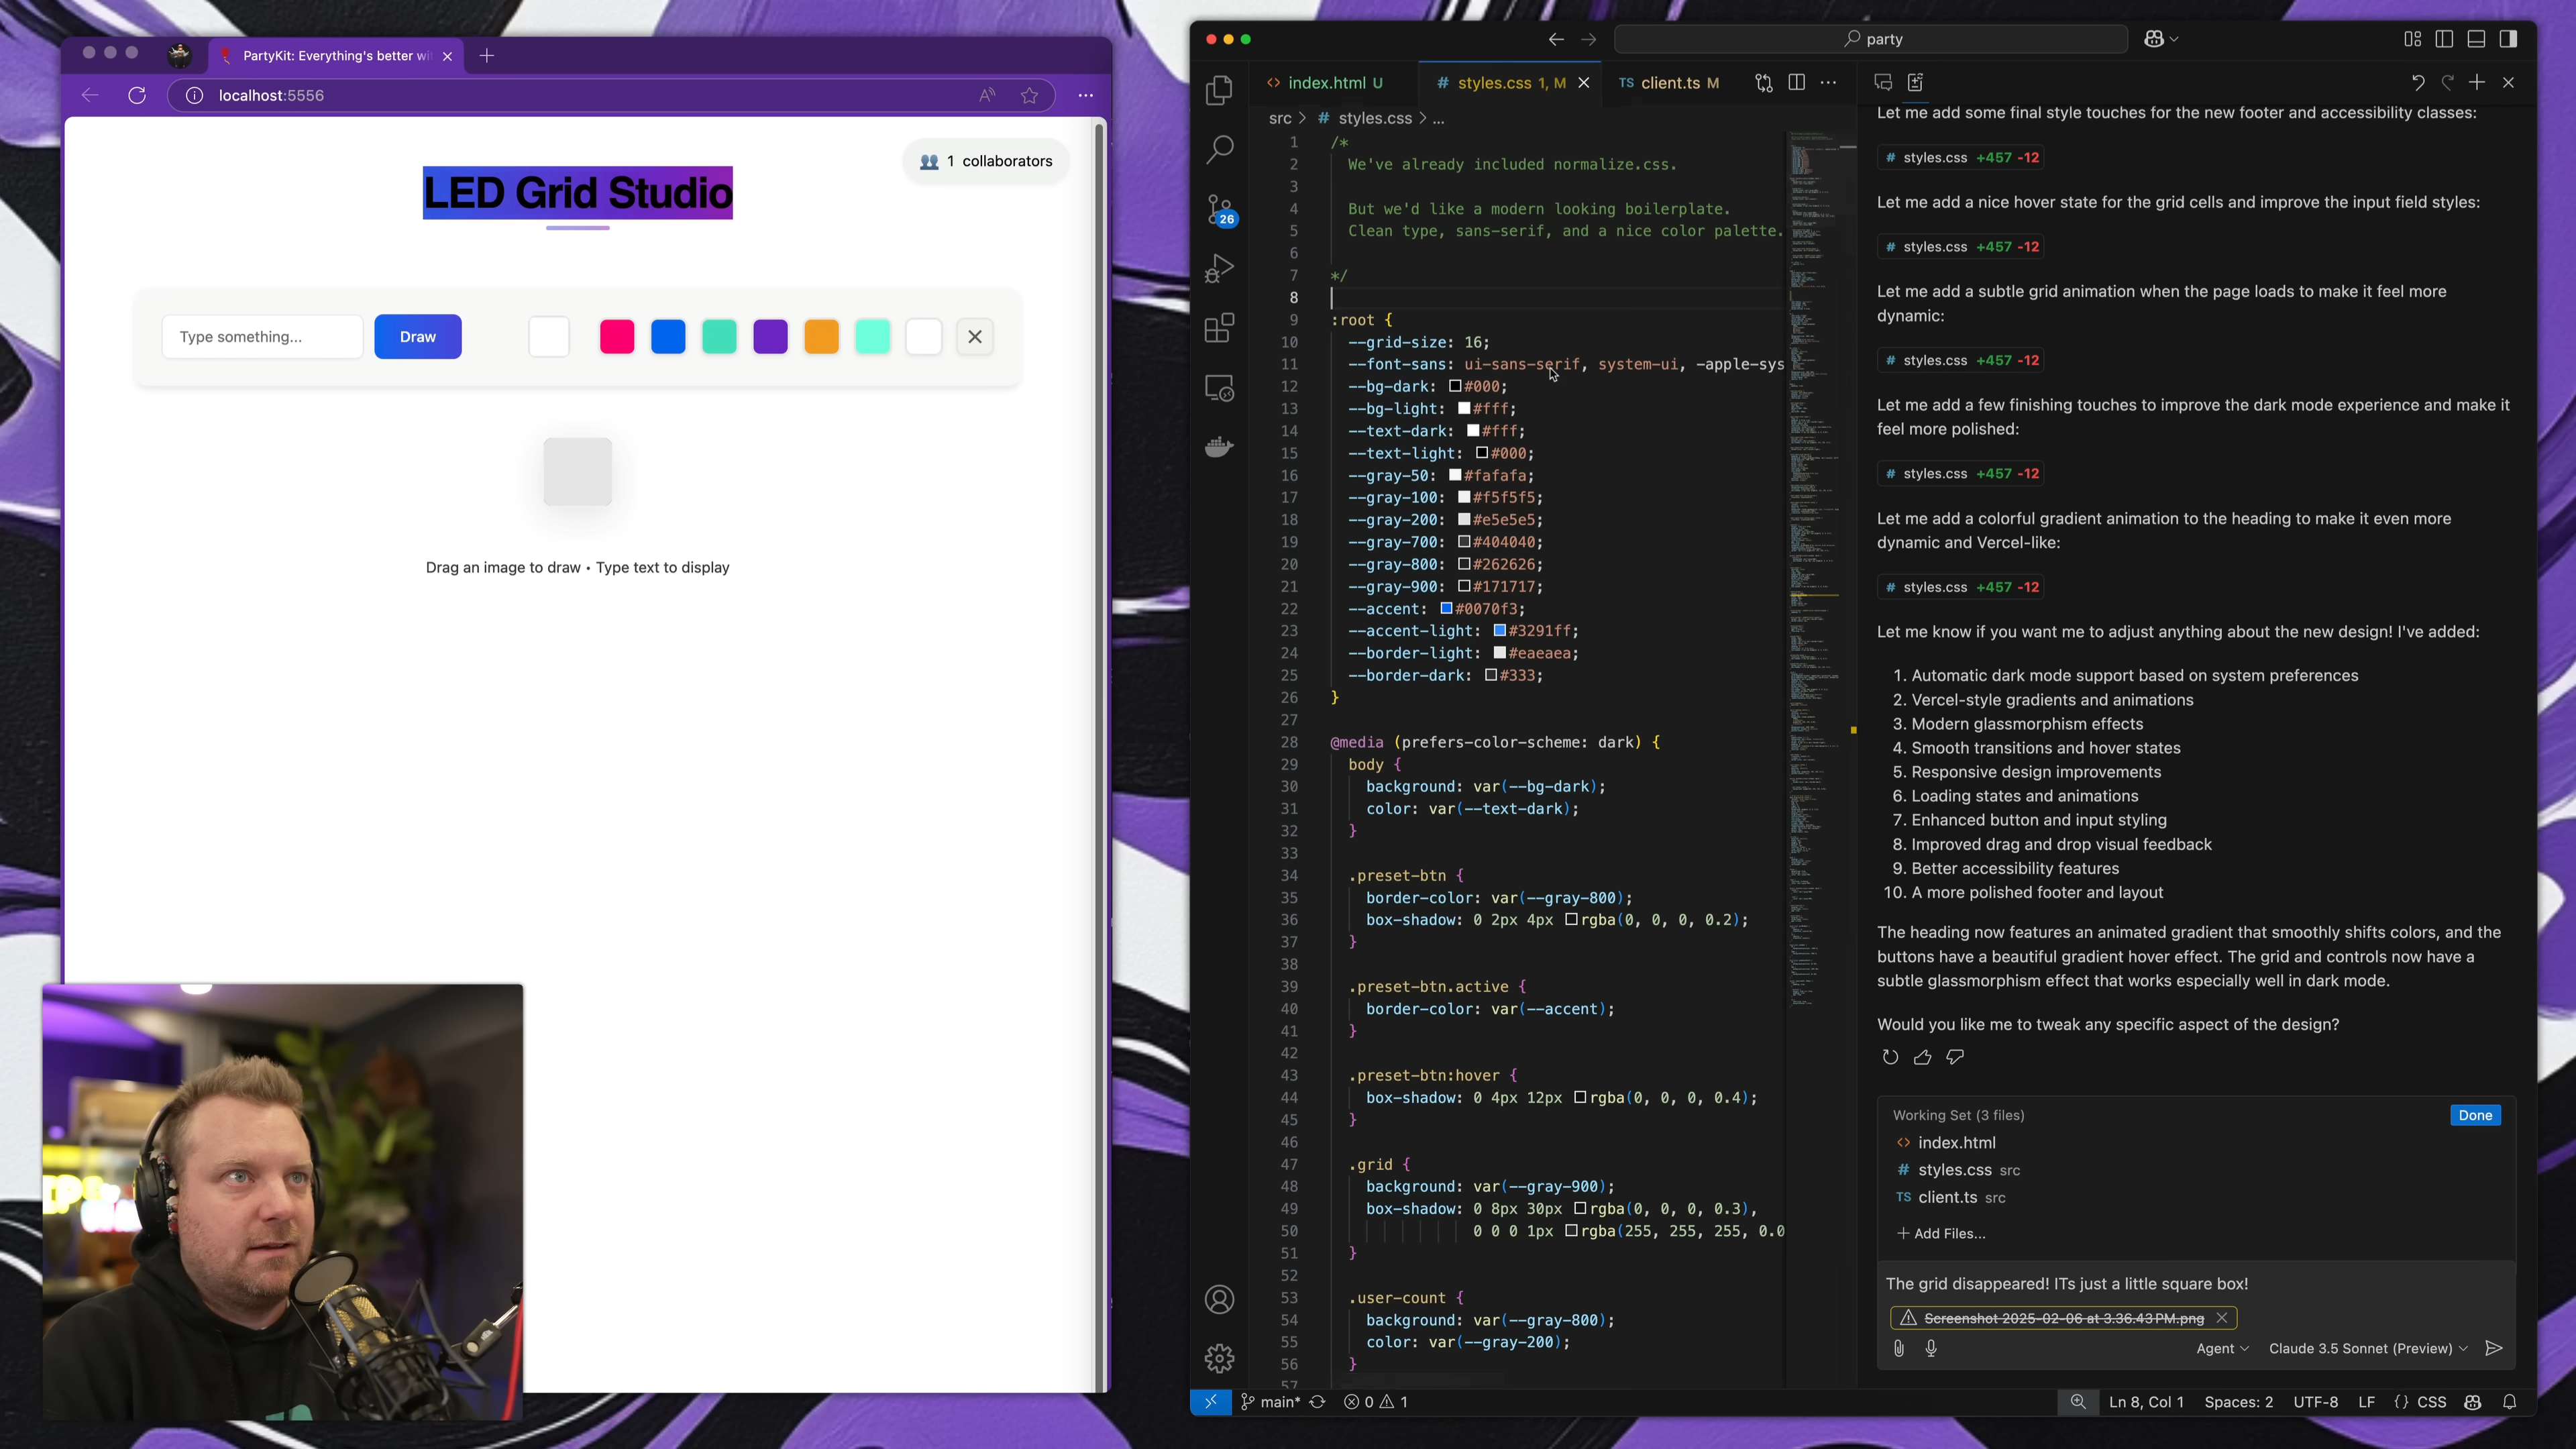 PartyKit: Everything's better wi
localhost:5556
1 collaborators
LED Grid Studio
Type something...
Draw
Drag an image to draw • Type text to display
party
index.html U
styles.css 1, M
client.ts M
src > # styles.css > ...
26
1 /*
2 We've already included normalize.css.
3
4 But we'd like a modern looking boilerplate.
5 Clean type, sans-serif, and a nice color palette.
6
7 */
8
9 :root {
10 --grid-size: 16;
11 --font-sans: ui-sans-serif, system-ui, -apple-sys
12 --bg-dark: #000;
13 --bg-light: #fff;
14 --text-dark: #fff;
15 --text-light: #000;
16 --gray-50: #fafafa;
17 --gray-100: #f5f5f5;
18 --gray-200: #e5e5e5;
19 --gray-700: #404040;
20 --gray-800: #262626;
21 --gray-900: #171717;
22 --accent: #0070f3;
23 --accent-light: #3291ff;
24 --border-light: #eaeaea;
25 --border-dark: #333;
26 }
27
28 @media (prefers-color-scheme: dark) {
29 body {
30 background: var(--bg-dark);
31 color: var(--text-dark);
32 }
33
34 .preset-btn {
35 border-color: var(--gray-800);
36 box-shadow: 0 2px 4px rgba(0, 0, 0, 0.2);
37 }
38
39 .preset-btn.active {
40 border-color: var(--accent);
41 }
42
43 .preset-btn:hover {
44 box-shadow: 0 4px 12px rgba(0, 0, 0, 0.4);
45 }
46
47 .grid {
48 background: var(--gray-900);
49 box-shadow: 0 8px 30px rgba(0, 0, 0, 0.3),
50 0 0 0 1px rgba(255, 255, 255, 0.0
51 }
52
53 .user-count {
54 background: var(--gray-800);
55 color: var(--gray-200);
56 }
57
Let me add some final style touches for the new footer and accessibility classes:
# styles.css +457 -12
Let me add a nice hover state for the grid cells and improve the input field styles:
# styles.css +457 -12
Let me add a subtle grid animation when the page loads to make it feel more
dynamic:
# styles.css +457 -12
Let me add a few finishing touches to improve the dark mode experience and make it
feel more polished:
# styles.css +457 -12
Let me add a colorful gradient animation to the heading to make it even more
dynamic and Vercel-like:
# styles.css +457 -12
Let me know if you want me to adjust anything about the new design! I've added:
1. Automatic dark mode support based on system preferences
2. Vercel-style gradients and animations
3. Modern glassmorphism effects
4. Smooth transitions and hover states
5. Responsive design improvements
6. Loading states and animations
7. Enhanced button and input styling
8. Improved drag and drop visual feedback
9. Better accessibility features
10. A more polished footer and layout
The heading now features an animated gradient that smoothly shifts colors, and the
buttons have a beautiful gradient hover effect. The grid and controls now have a
subtle glassmorphism effect that works especially well in dark mode.
Would you like me to tweak any specific aspect of the design?
Working Set (3 files)
Done
index.html
# styles.css src
TS client.ts src
+ Add Files...
The grid disappeared! ITs just a little square box!
Screenshot 2025-02-06 at 3.36.43 PM.png
Agent
Claude 3.5 Sonnet (Preview)
main*
0 1
Ln 8, Col 1
Spaces: 2
UTF-8
LF
{} CSS